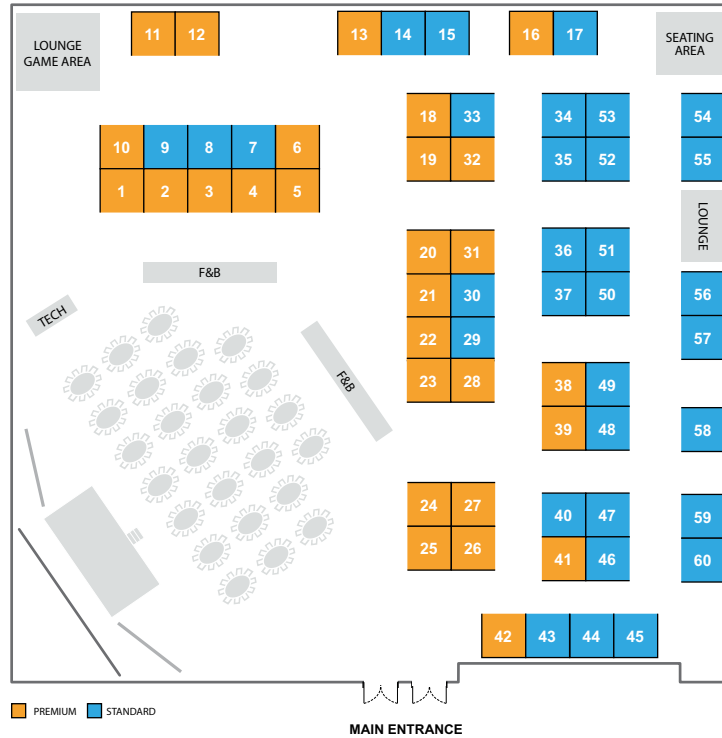 LOUNGE
GAME AREA
11 12
13 14 15
16 17
SEATING
AREA
10 9 8 7 6
1 2 3 4 5
18 33
19 32
34 53
35 52
54
55
LOUNGE
F&B
TECH
F&B
20 31
21 30
22 29
23 28
36 51
37 50
56
57
38 49
39 48
58
24 27
25 26
40 47
41 46
59
60
42 43 44 45
PREMIUM STANDARD
MAIN ENTRANCE